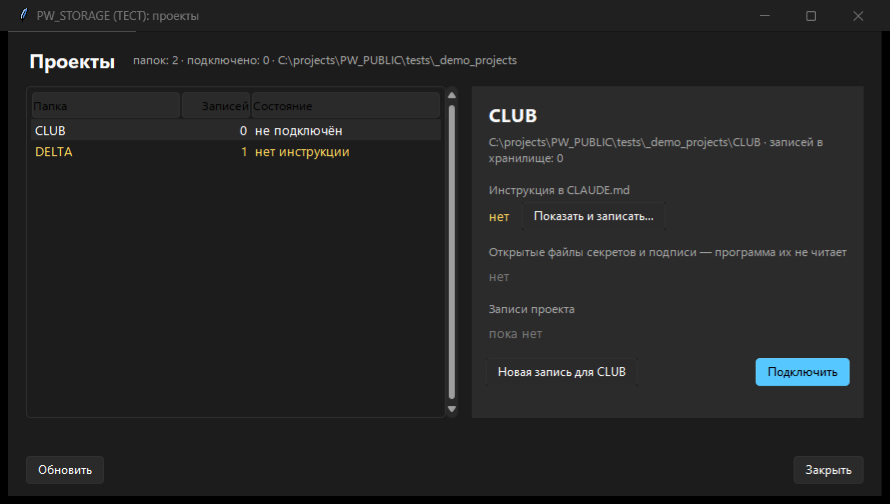 PW_STORAGE (ТЕСТ): проекты
Проекты папок: 2 · подключено: 0 · C:\projects\PW_PUBLIC\tests\_demo_projects
Папка Записей Состояние
CLUB 0 не подключён
DELTA 1 нет инструкции
CLUB
C:\projects\PW_PUBLIC\tests\_demo_projects\CLUB · записей в
хранилище: 0
Инструкция в CLAUDE.md
нет Показать и записать...
Открытые файлы секретов и подписи — программа их не читает
нет
Записи проекта
пока нет
Новая запись для CLUB Подключить
Обновить Закрыть